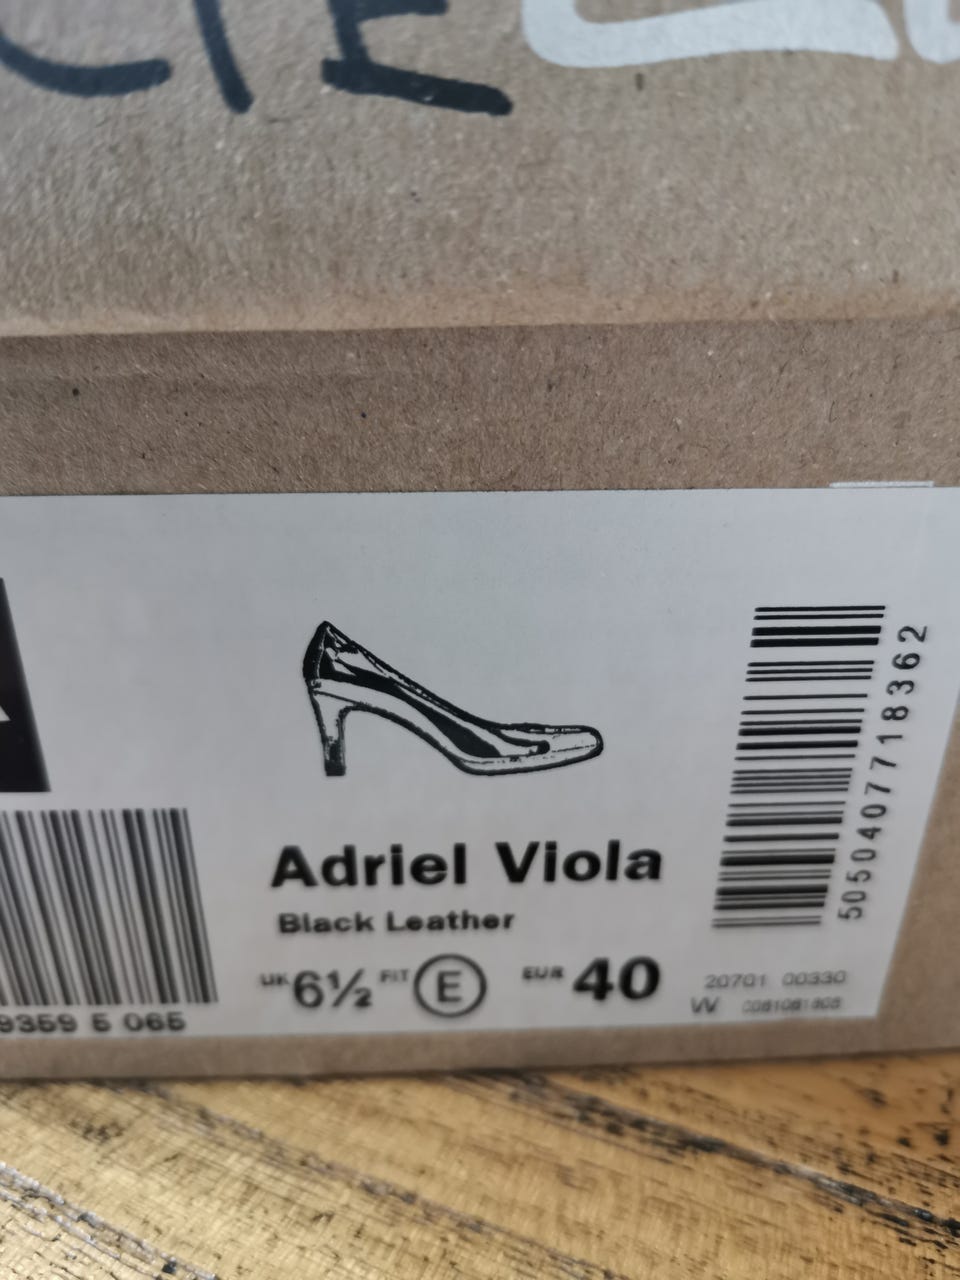 Adriel Viola
Black Leather
UK 6½ FIT E EUR 40
9359 5 065
5050407718362
20701 00330
W